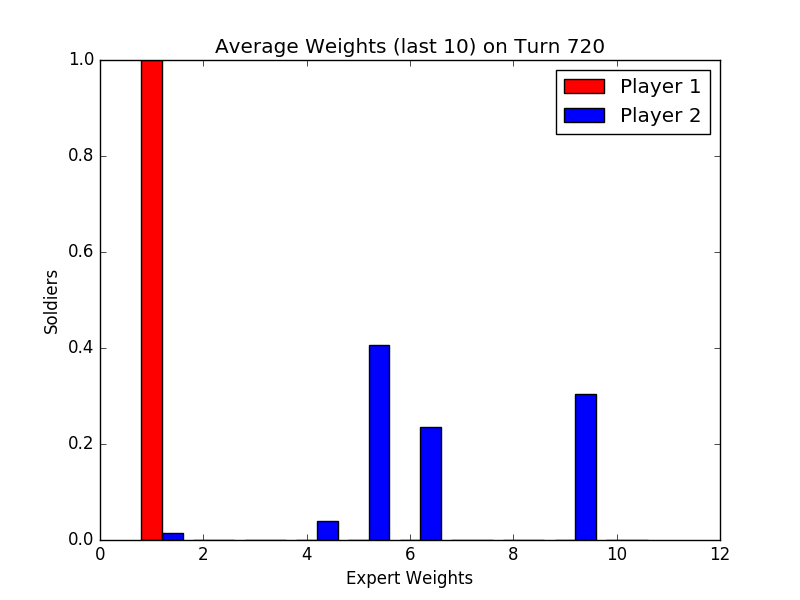 Average Weights (last 10) on Turn 720
1.0
0.8
0.6
0.4
0.2
0.0
Soldiers
Player 1
Player 2
0 2 4 6 8 10 12
Expert Weights